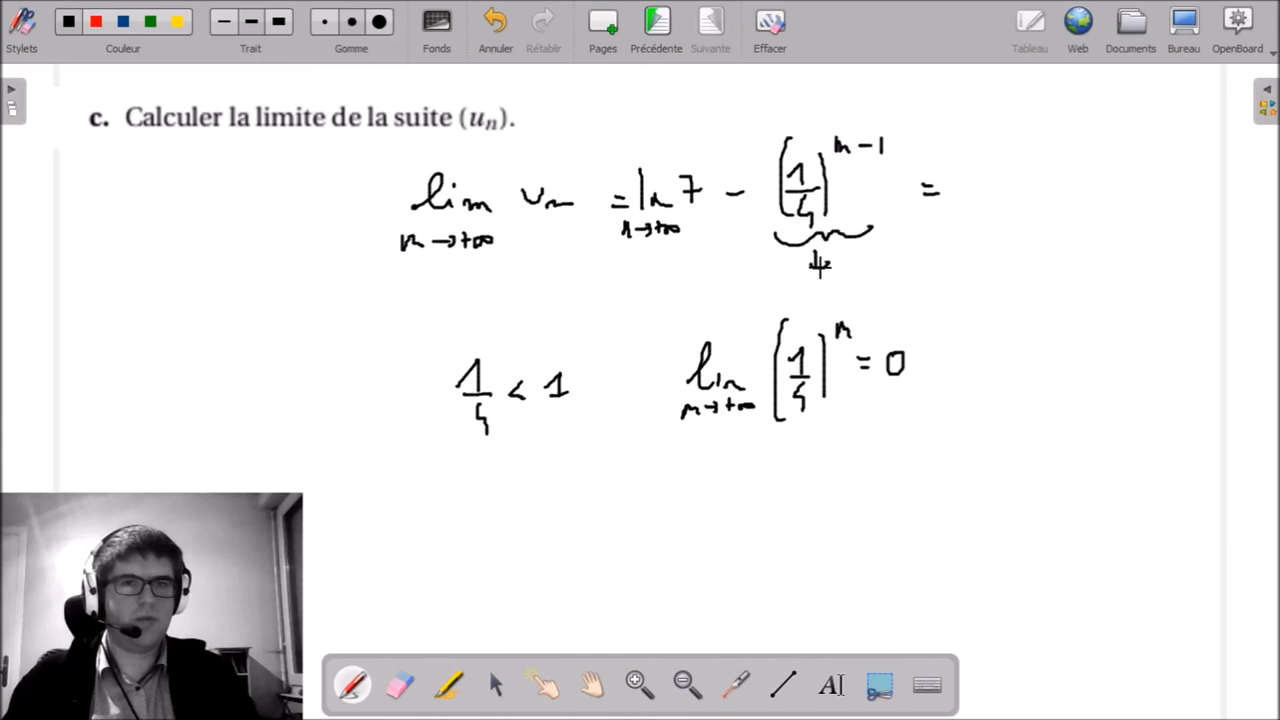 Stylets Couleur Trait Gomme Fonds Annuler Rétablir Pages Précédente Suivante Effacer Tableau Web Documents Bureau OpenBoard
c. Calculer la limite de la suite (uₙ).
lim uₙ = lim 7 − (1/4)ⁿ⁻¹ =
n→+∞ n→+∞
1/4 < 1 lim (1/4)ⁿ = 0
n→+∞
AI